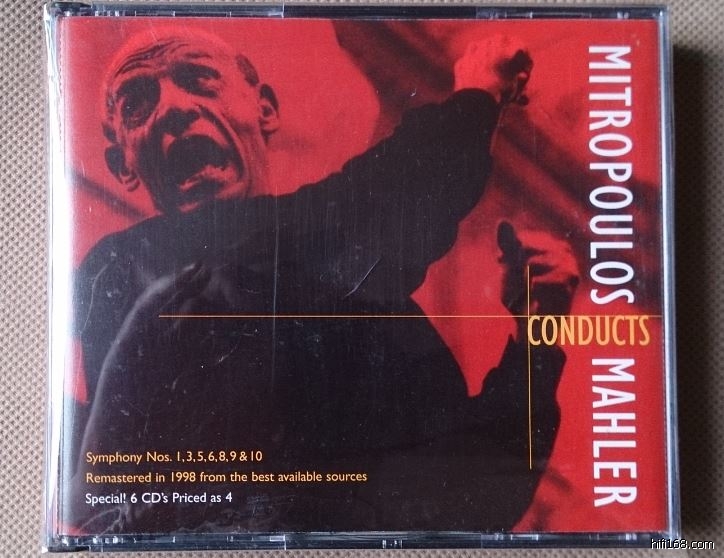 MITROPOULOS
CONDUCTS
MAHLER
Symphony Nos. 1,3,5,6,8,9 & 10
Remastered in 1998 from the best available sources
Special! 6 CD's Priced as 4
hifi168.com